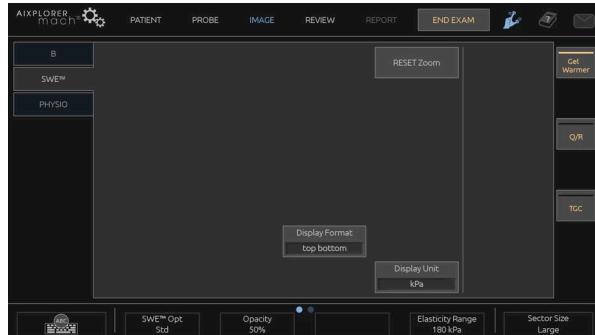 AIXPLORER
mach
PATIENT
PROBE
IMAGE
REVIEW
REPORT
END EXAM
B
SWE™
PHYSIO
RESET Zoom
Gel
Warmer
Q/R
TGC
Display Format
top bottom
Display Unit
kPa
ABC
SWE™ Opt
Std
Opacity
50%
Elasticity Range
180 kPa
Sector Size
Large